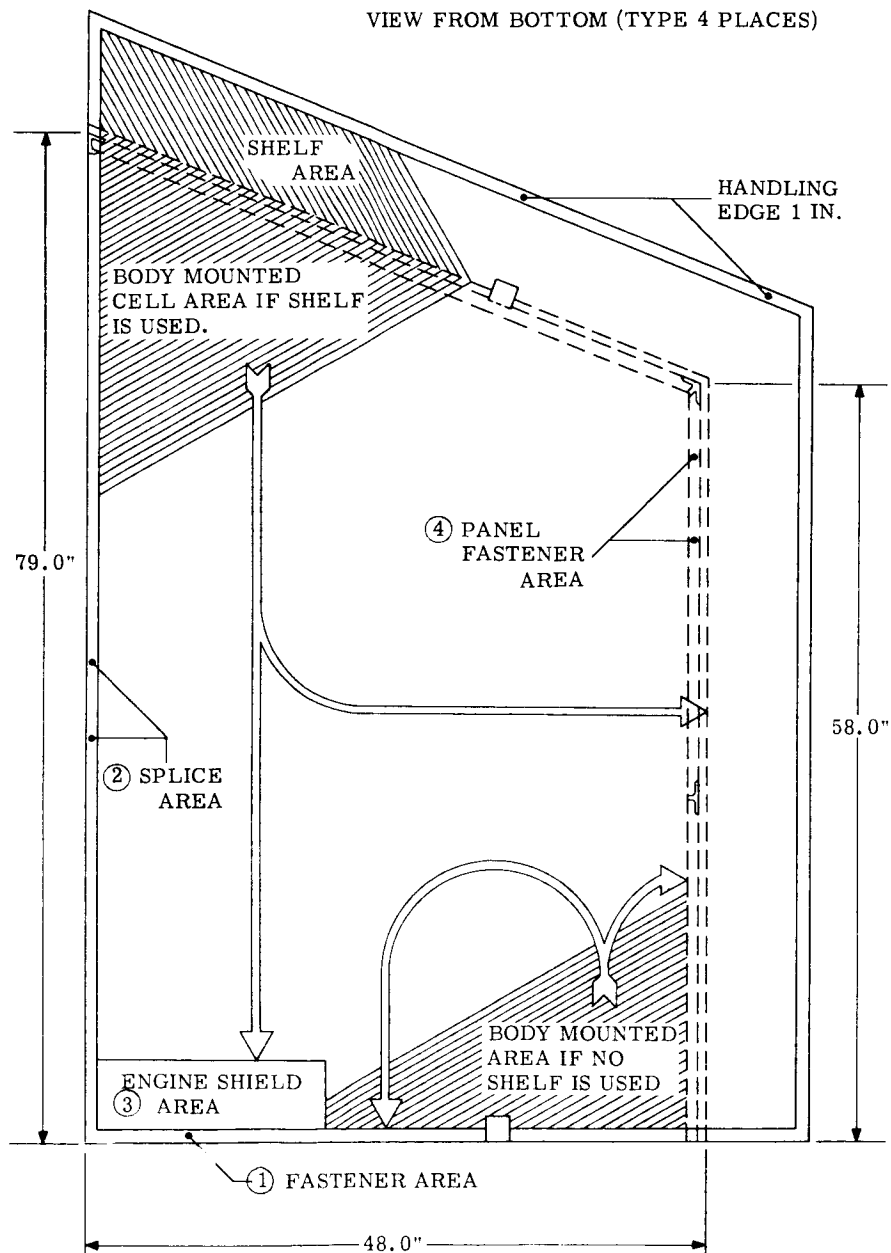 VIEW FROM BOTTOM (TYPE 4 PLACES)
SHELF
AREA
HANDLING
EDGE 1 IN.
BODY MOUNTED
CELL AREA IF SHELF
IS USED.
④ PANEL
FASTENER
AREA
79.0"
58.0"
② SPLICE
AREA
BODY MOUNTED
AREA IF NO
SHELF IS USED
ENGINE SHIELD
③ AREA
① FASTENER AREA
48.0"